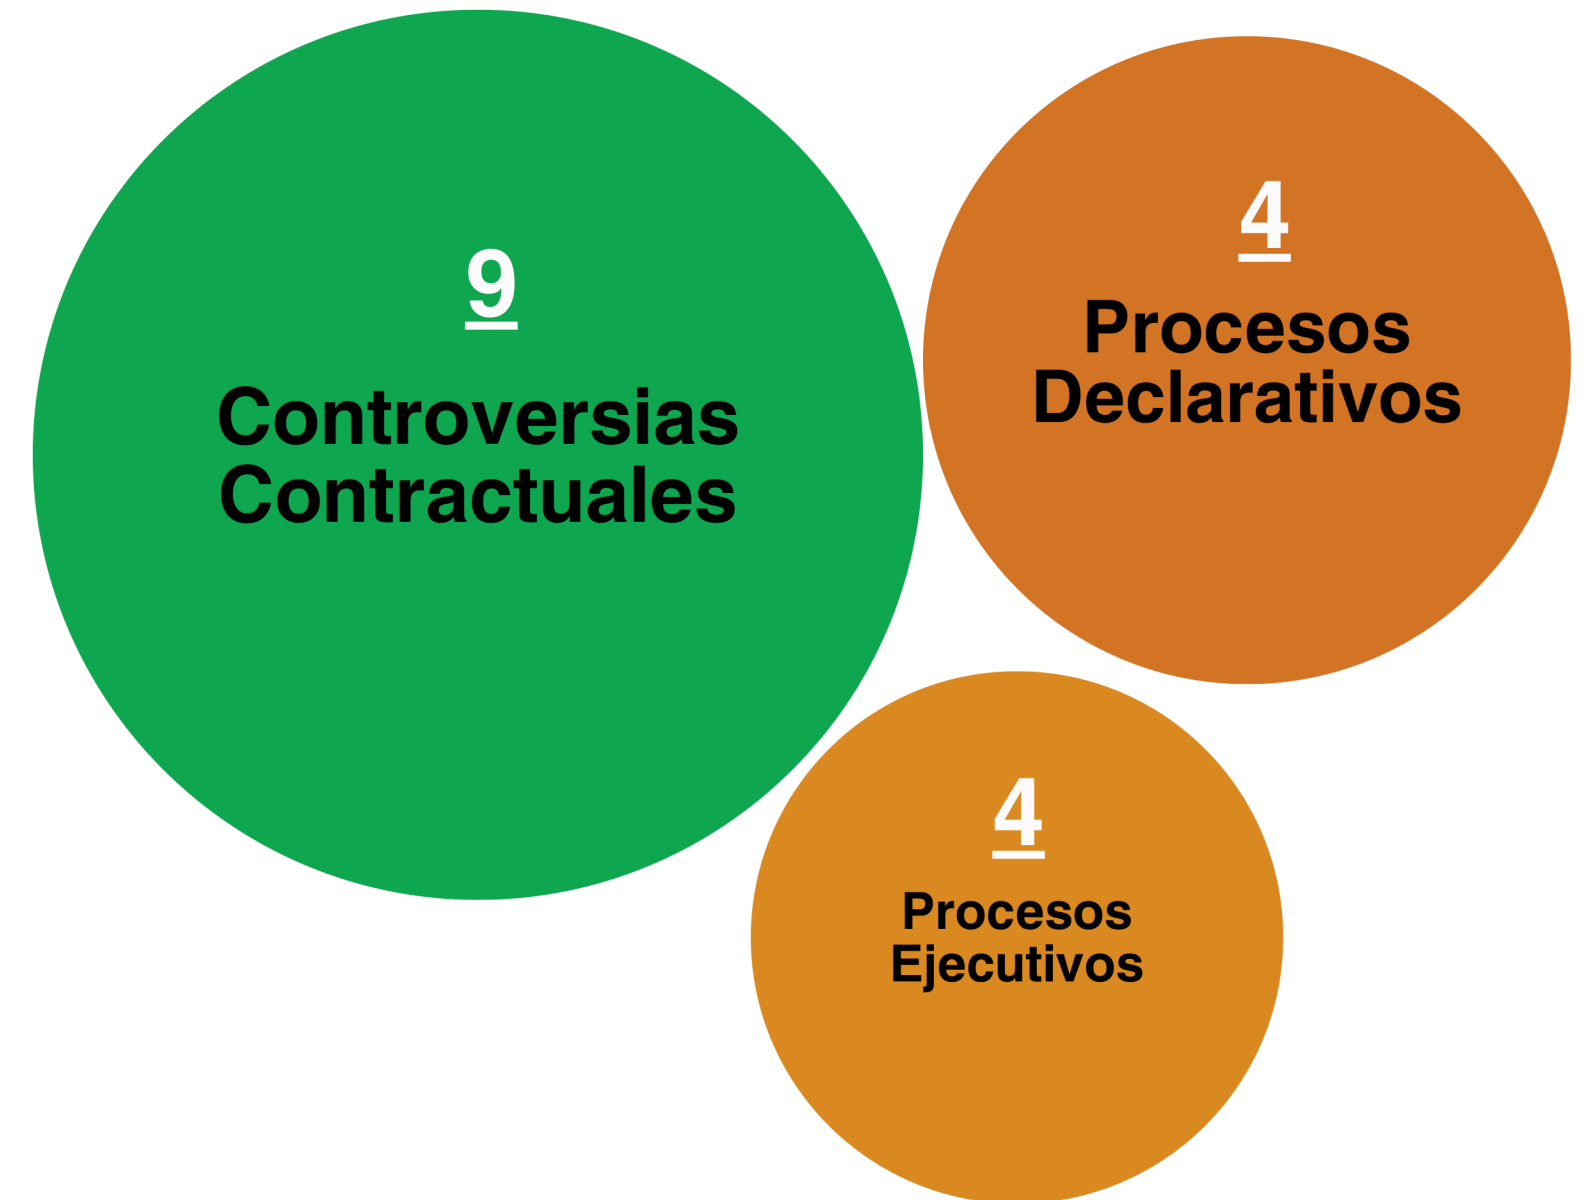 9
Controversias
Contractuales
4
Procesos
Declarativos
4
Procesos
Ejecutivos